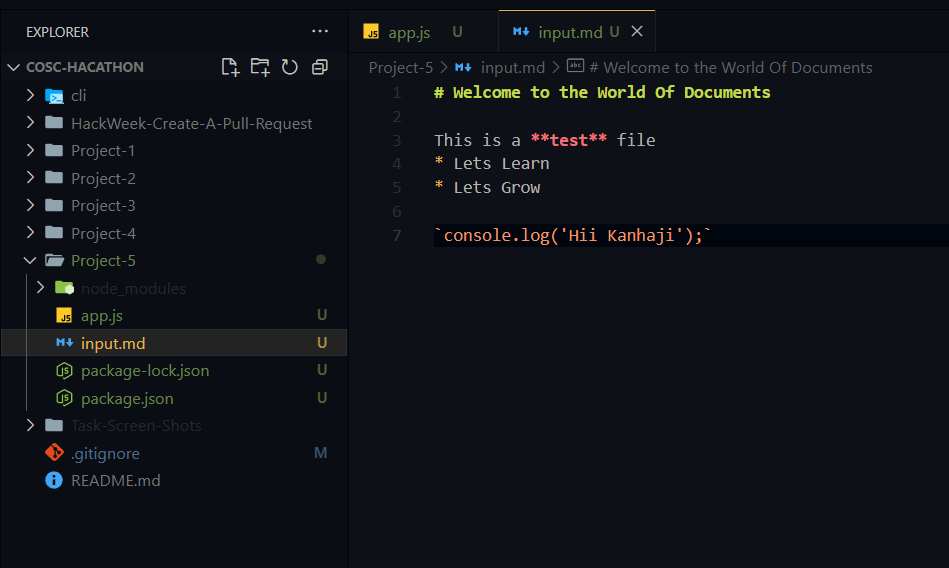 EXPLORER
COSC-HACATHON
cli
HackWeek-Create-A-Pull-Request
Project-1
Project-2
Project-3
Project-4
Project-5
node_modules
app.js U
input.md U
package-lock.json U
package.json U
Task-Screen-Shots
.gitignore M
README.md
JS app.js U
input.md U
Project-5 > input.md > abc # Welcome to the World Of Documents
1 # Welcome to the World Of Documents
2
3 This is a **test** file
4 * Lets Learn
5 * Lets Grow
6
7 `console.log('Hii Kanhaji');`